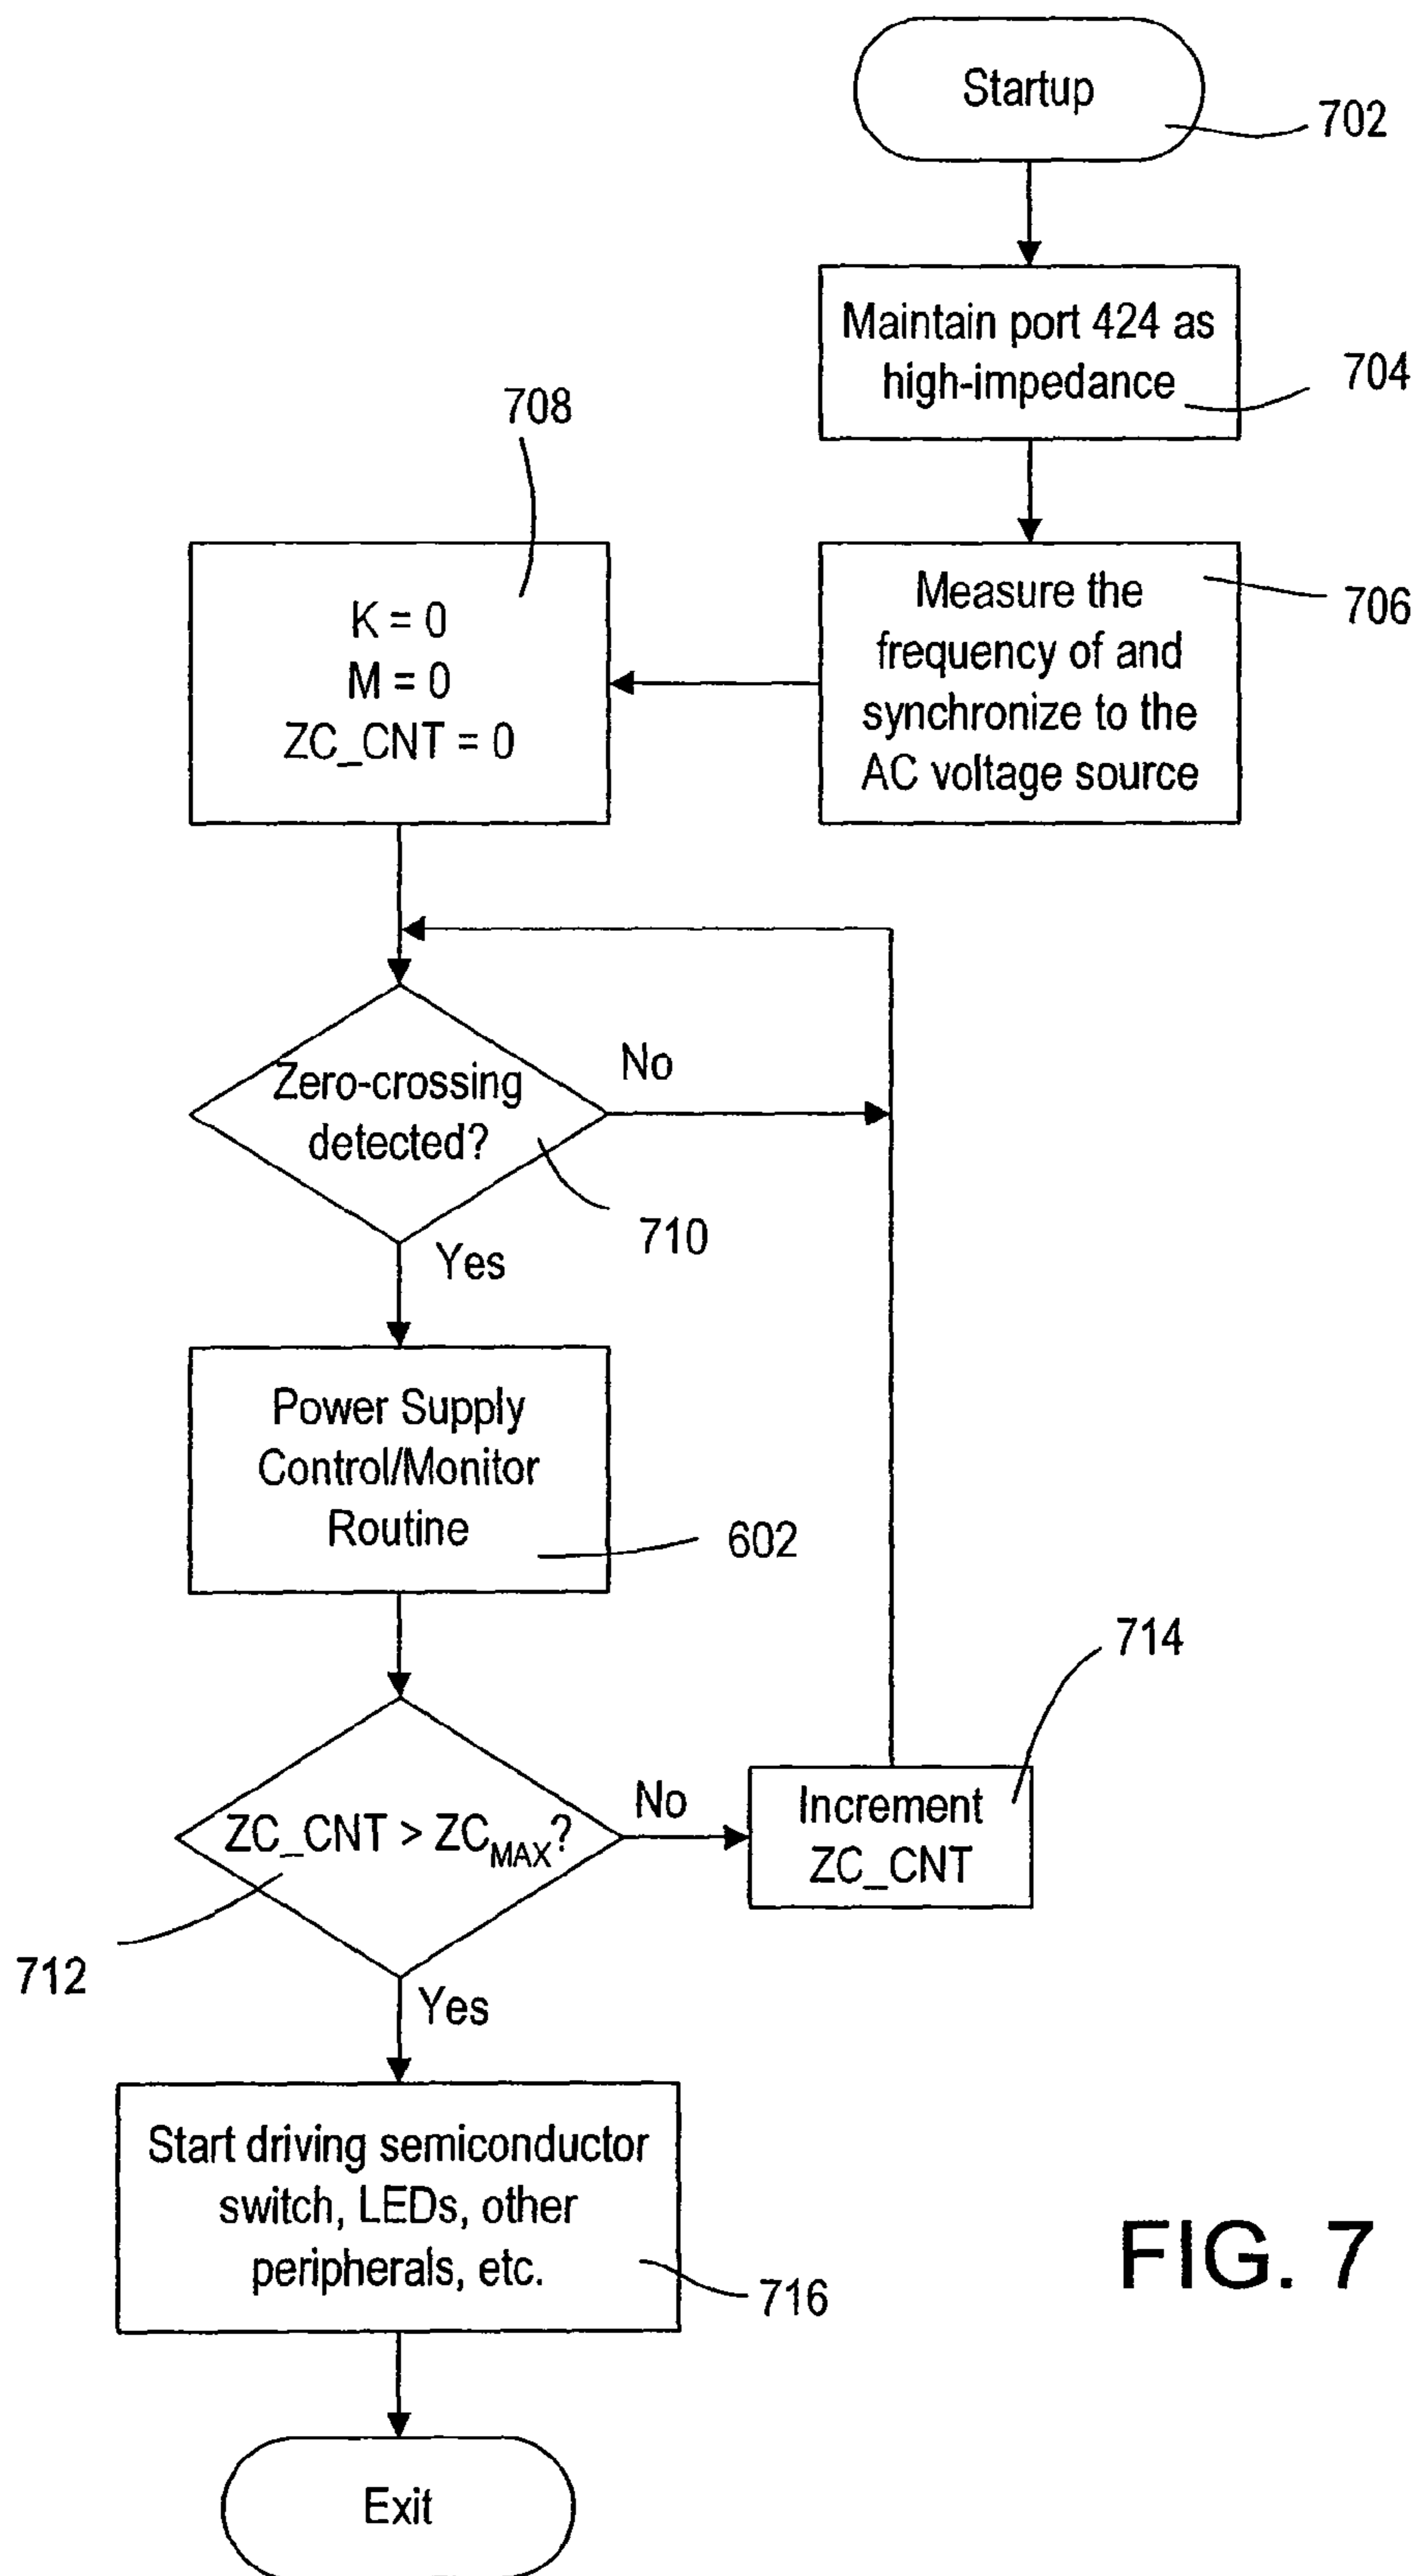 Startup
702
Maintain port 424 as
high-impedance
704
708
K = 0
M = 0
ZC_CNT = 0
Measure the
frequency of and
synchronize to the
AC voltage source
706
Zero-crossing
detected?
No
710
Yes
Power Supply
Control/Monitor
Routine
602
714
ZC_CNT > ZCMAX?
No
Increment
ZC_CNT
712
Yes
Start driving semiconductor
switch, LEDs, other
peripherals, etc.
716
FIG. 7
Exit